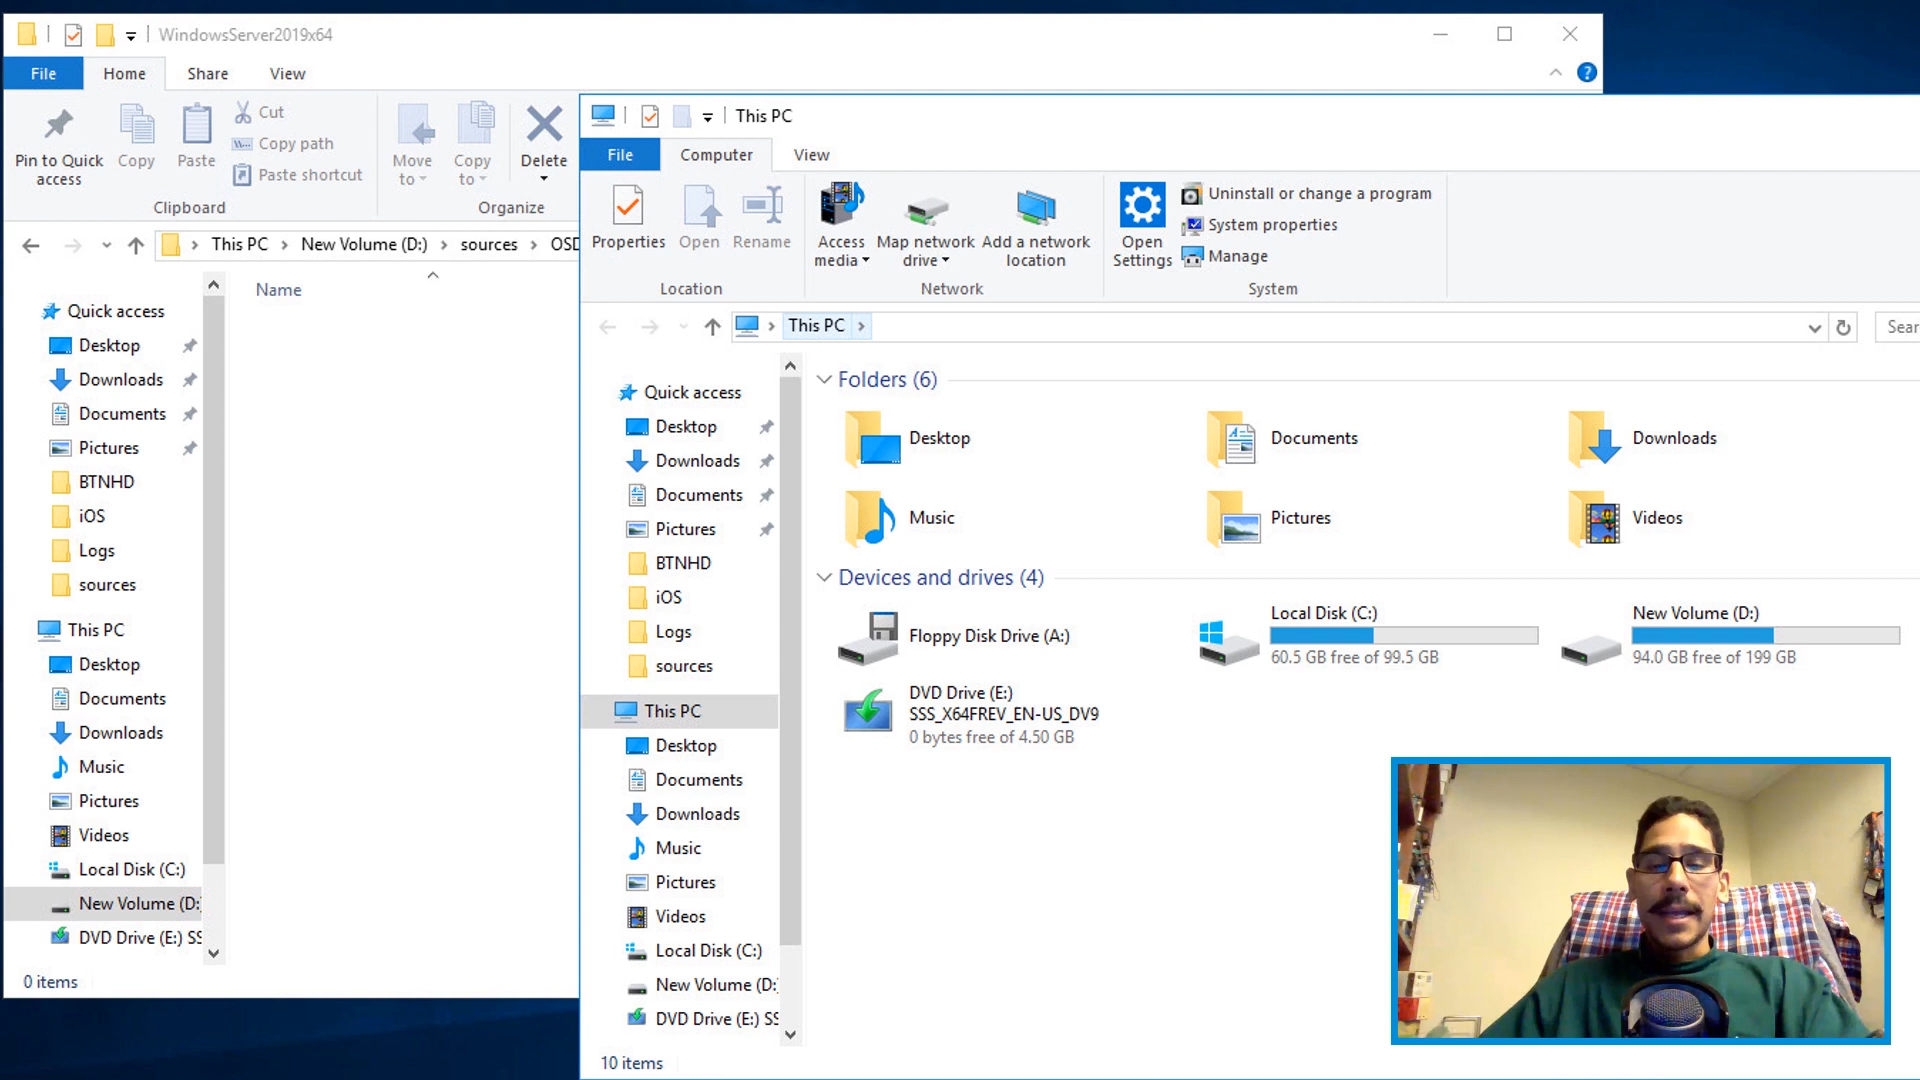 WindowsServer2019x64
File Home Share View
Pin to Quick access
Copy
Paste
Cut
Copy path
Paste shortcut
Move to
Copy to
Delete
Clipboard
Organize
This PC New Volume (D:) sources OSD
Name
Quick access
Desktop
Downloads
Documents
Pictures
BTNHD
iOS
Logs
sources
This PC
Desktop
Documents
Downloads
Music
Pictures
Videos
Local Disk (C:)
New Volume (D:
DVD Drive (E:) SS
0 items
This PC
File Computer View
Properties
Open
Rename
Access media
Map network drive
Add a network location
Open Settings
Uninstall or change a program
System properties
Manage
Location
Network
System
This PC
Sear
Quick access
Desktop
Downloads
Documents
Pictures
BTNHD
iOS
Logs
sources
This PC
Desktop
Documents
Downloads
Music
Pictures
Videos
Local Disk (C:)
New Volume (D:
DVD Drive (E:) SS
Folders (6)
Desktop
Documents
Downloads
Music
Pictures
Videos
Devices and drives (4)
Floppy Disk Drive (A:)
Local Disk (C:)
60.5 GB free of 99.5 GB
New Volume (D:)
94.0 GB free of 199 GB
DVD Drive (E:)
SSS_X64FREV_EN-US_DV9
0 bytes free of 4.50 GB
10 items